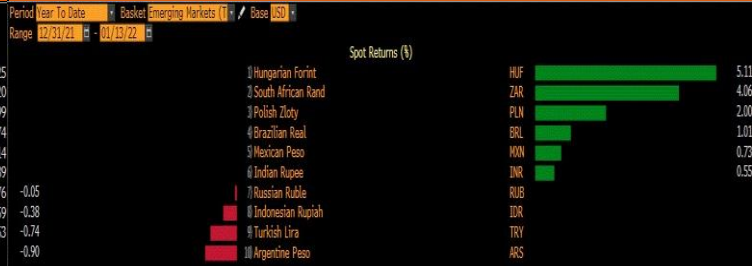 Period Year To Date Basket Emerging Markets (T Base USD
Range 12/31/21 - 01/13/22
Spot Returns (%)
1) Hungarian Forint HUF 5.11
2) South African Rand ZAR 4.06
3) Polish Zloty PLN 2.00
4) Brazilian Real BRL 1.01
5) Mexican Peso MXN 0.73
6) Indian Rupee INR 0.55
-0.05 7) Russian Ruble RUB
-0.38 8) Indonesian Rupiah IDR
-0.74 9) Turkish Lira TRY
-0.90 10) Argentine Peso ARS